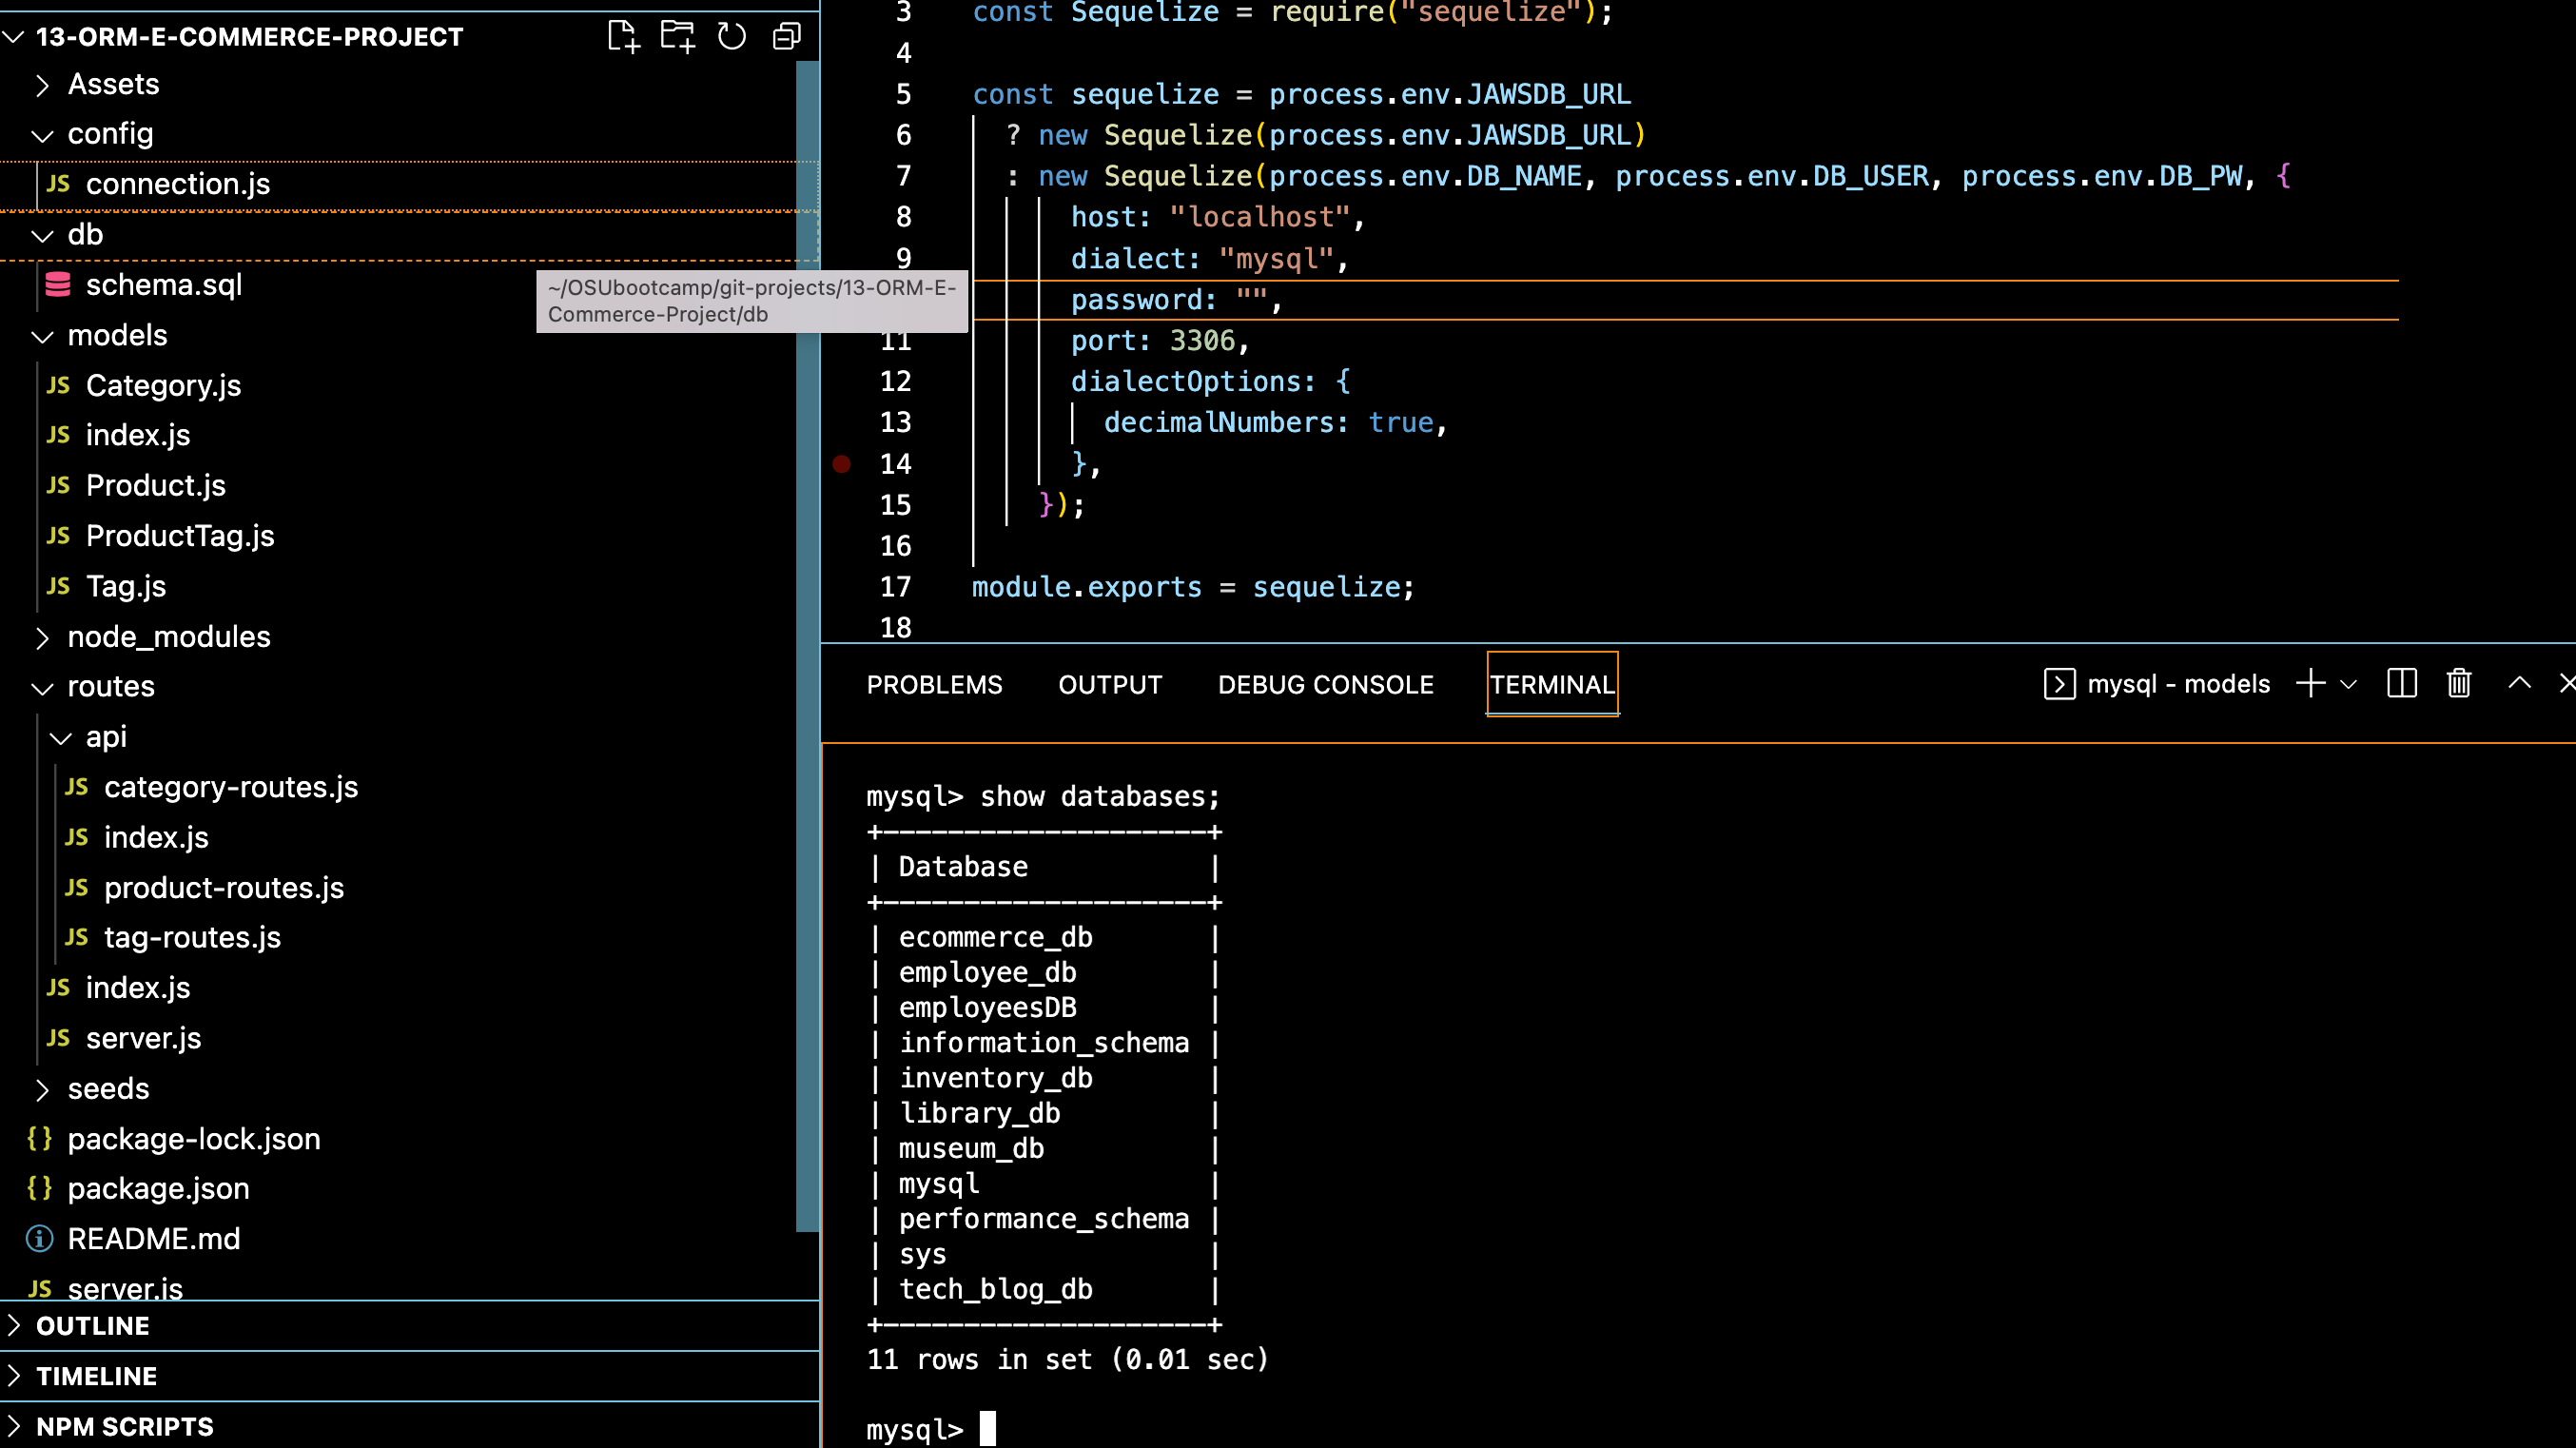 13-ORM-E-COMMERCE-PROJECT
Assets
config
JS connection.js
db
schema.sql
~/OSUbootcamp/git-projects/13-ORM-E-
Commerce-Project/db
models
JS Category.js
JS index.js
JS Product.js
JS ProductTag.js
JS Tag.js
node_modules
routes
api
JS category-routes.js
JS index.js
JS product-routes.js
JS tag-routes.js
JS index.js
JS server.js
seeds
{} package-lock.json
{} package.json
README.md
JS server.js
OUTLINE
TIMELINE
NPM SCRIPTS
3 const Sequelize = require("sequelize");
4
5 const sequelize = process.env.JAWSDB_URL
6 ? new Sequelize(process.env.JAWSDB_URL)
7 : new Sequelize(process.env.DB_NAME, process.env.DB_USER, process.env.DB_PW, {
8 host: "localhost",
9 dialect: "mysql",
password: "",
11 port: 3306,
12 dialectOptions: {
13 decimalNumbers: true,
14 },
15 });
16
17 module.exports = sequelize;
18
PROBLEMS OUTPUT DEBUG CONSOLE TERMINAL mysql - models
mysql> show databases;
+--------------------+
| Database |
+--------------------+
| ecommerce_db |
| employee_db |
| employeesDB |
| information_schema |
| inventory_db |
| library_db |
| museum_db |
| mysql |
| performance_schema |
| sys |
| tech_blog_db |
+--------------------+
11 rows in set (0.01 sec)
mysql>